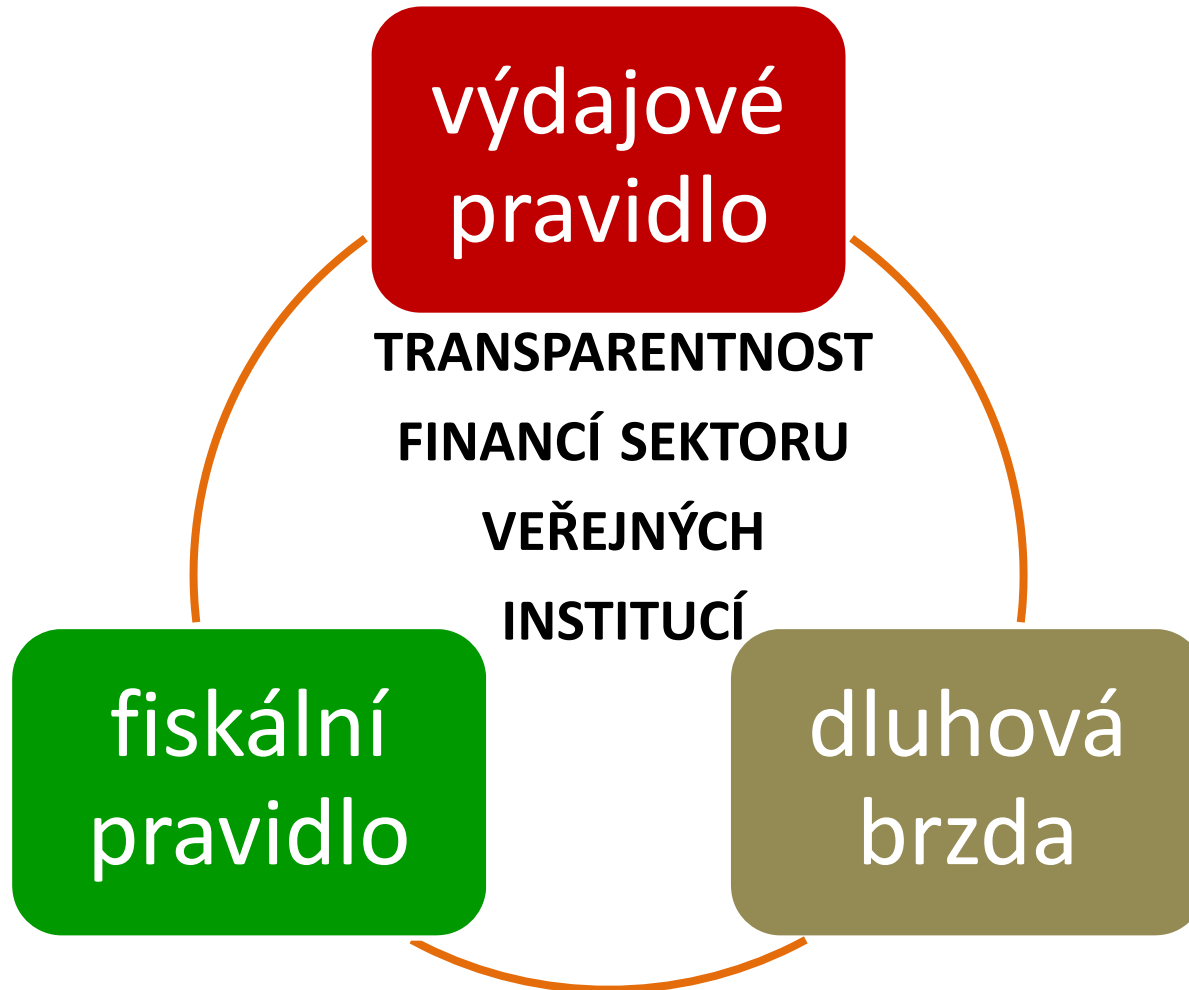 výdajové
pravidlo
TRANSPARENTNOST
FINANCÍ SEKTORU
VEŘEJNÝCH
INSTITUCÍ
fiskální
pravidlo
dluhová
brzda